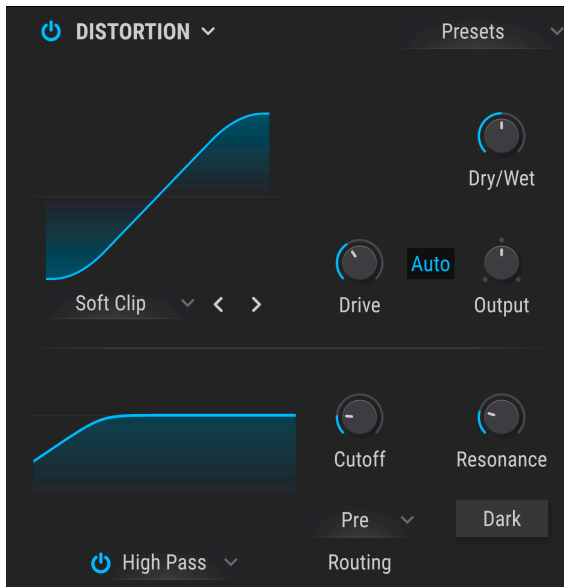 DISTORTION
Presets
Dry/Wet
Auto
Soft Clip
Drive
Output
Cutoff
Resonance
Pre
Dark
High Pass
Routing